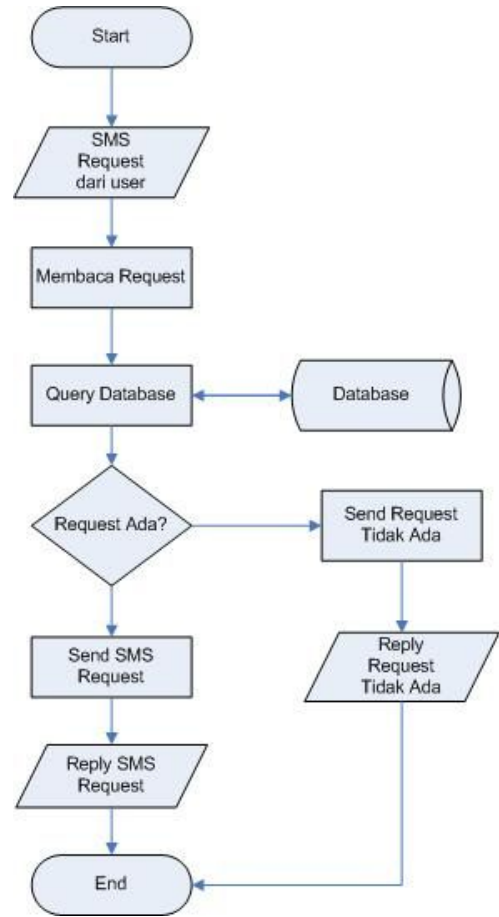 Start
SMS
Request
dari user
Membaca Request
Query Database
Database
Request Ada?
Send Request
Tidak Ada
Send SMS
Request
Reply
Request
Tidak Ada
Reply SMS
Request
End